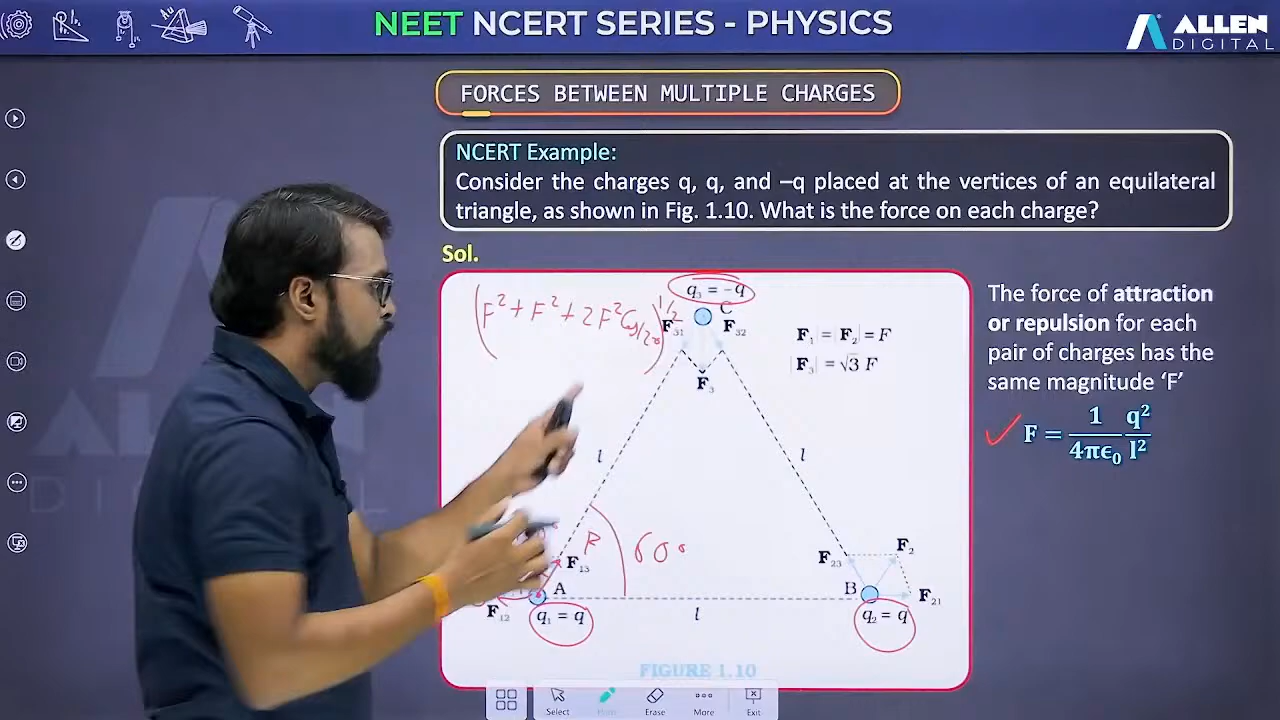 NEET NCERT SERIES - PHYSICS
ALLEN
DIGITAL
FORCES BETWEEN MULTIPLE CHARGES
NCERT Example:
Consider the charges q, q, and –q placed at the vertices of an equilateral
triangle, as shown in Fig. 1.10. What is the force on each charge?
Sol.
q₃ = -q
C
(F² + F² + 2F² Cos120)^1/2
F₃₁
F₃₂
F₃
|F₁| = |F₂| = F
|F₃| = √3 F
l
l
The force of attraction
or repulsion for each
pair of charges has the
same magnitude ‘F’
✓ F = 1/4πϵ₀ q²/l²
R
60°
F₁₃
A
F₁₂
q₁ = q
l
F₂₃
F₂
B
F₂₁
q₂ = q
FIGURE 1.10
Select
Erase
More
Exit